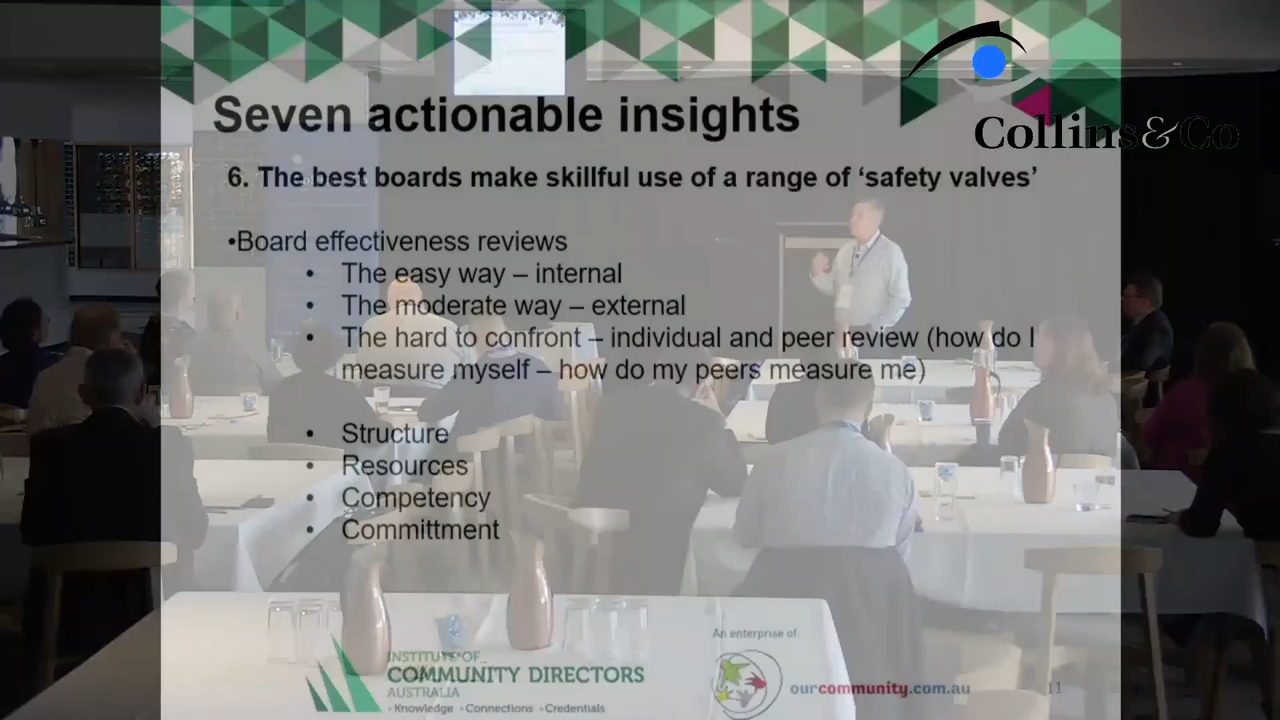 Collins&Co
Seven actionable insights
6. The best boards make skillful use of a range of ‘safety valves’
•Board effectiveness reviews
• The easy way – internal
• The moderate way – external
• The hard to confront – individual and peer review (how do I
measure myself – how do my peers measure me)
• Structure
• Resources
• Competency
• Committment
An enterprise of:
INSTITUTE OF
COMMUNITY DIRECTORS
AUSTRALIA
• Knowledge • Connections • Credentials
ourcommunity.com.au
11